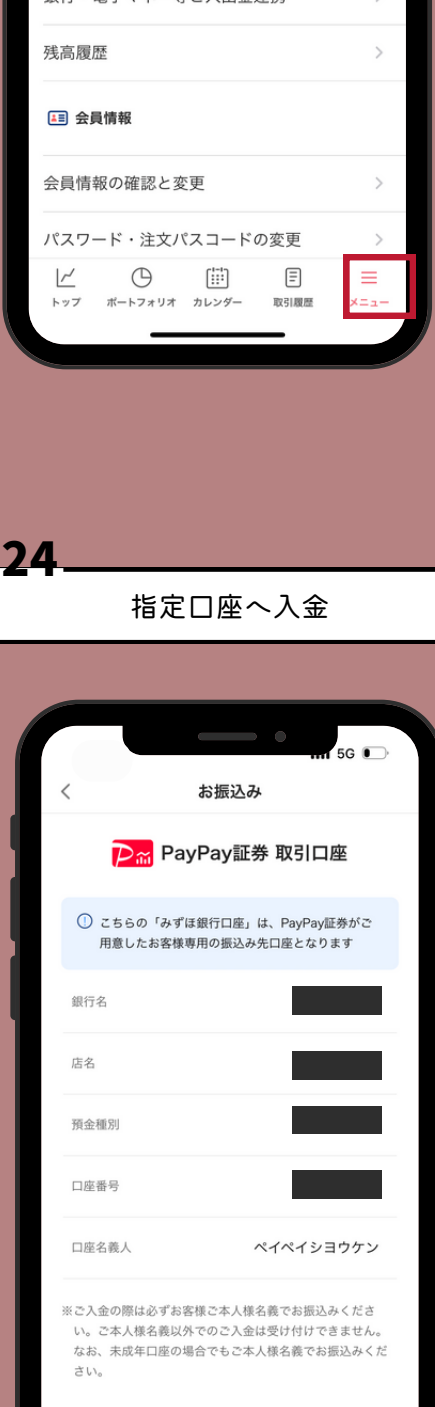 残高履歴
会員情報
会員情報の確認と変更
パスワード・注文パスコードの変更
トップ ポートフォリオ カレンダー 取引履歴 メニュー
24
指定口座へ入金
5G
お振込み
PayPay証券 取引口座
こちらの「みずほ銀行口座」は、PayPay証券がご
用意したお客様専用の振込み先口座となります
銀行名
店名
預金種別
口座番号
口座名義人 ペイペイシヨウケン
※ご入金の際は必ずお客様ご本人様名義でお振込みくださ
い。ご本人様名義以外でのご入金は受け付けできません。
なお、未成年口座の場合でもご本人様名義でお振込みくだ
さい。